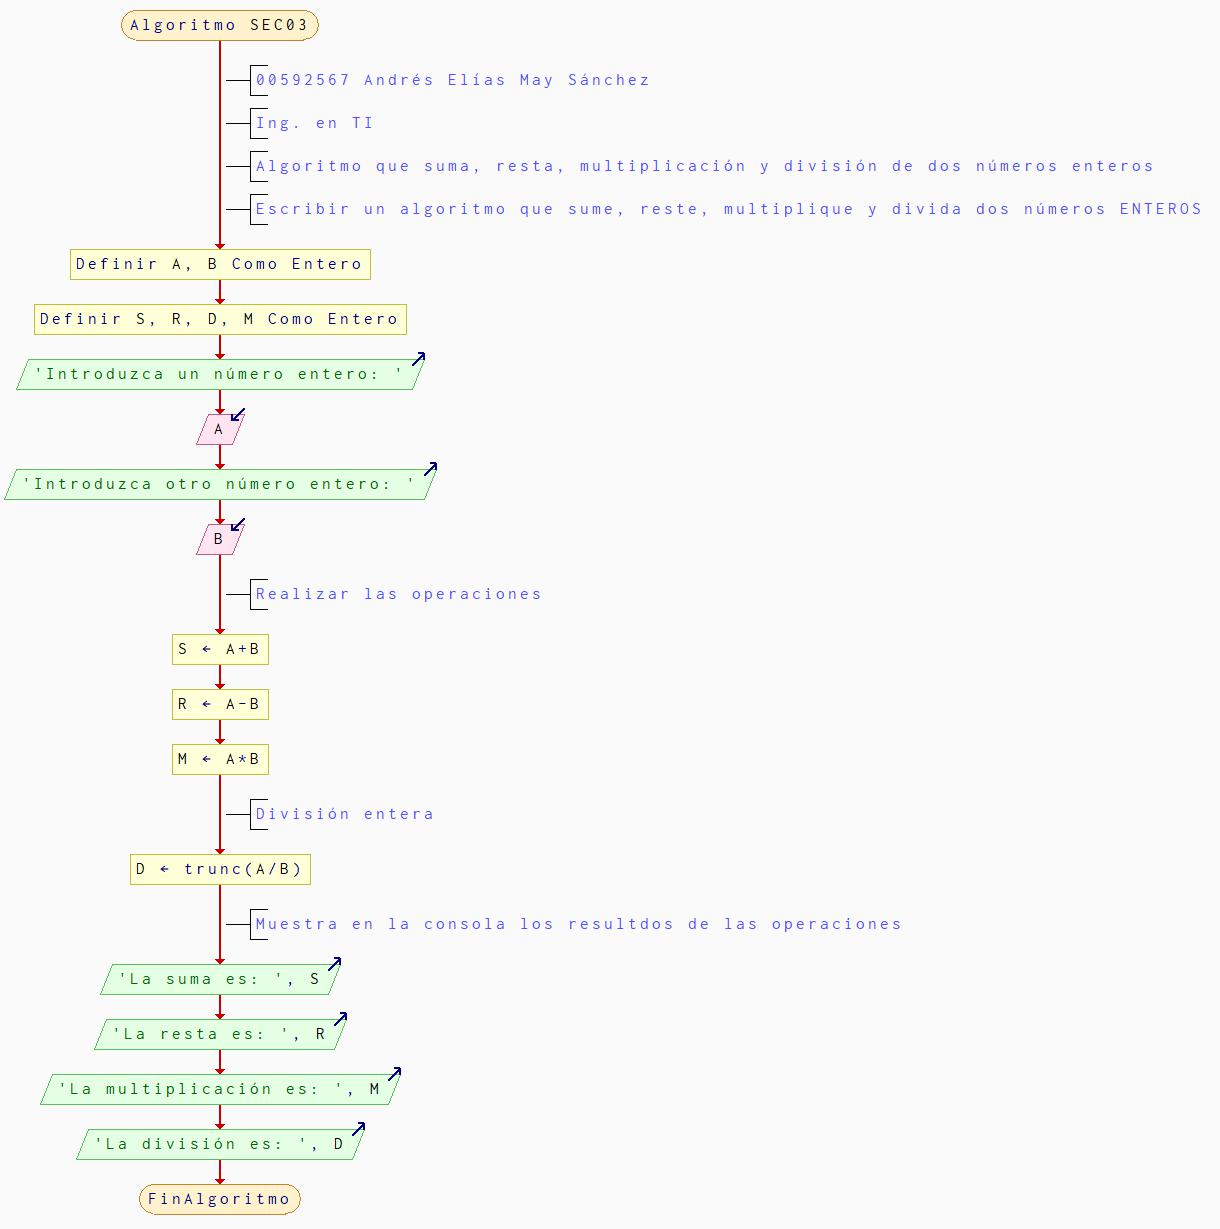 Algoritmo SEC03
00592567 Andrés Elías May Sánchez
Ing. en TI
Algoritmo que suma, resta, multiplicación y división de dos números enteros
Escribir un algoritmo que sume, reste, multiplique y divida dos números ENTEROS
Definir A, B Como Entero
Definir S, R, D, M Como Entero
'Introduzca un número entero: '
A
'Introduzca otro número entero: '
B
Realizar las operaciones
S ← A+B
R ← A-B
M ← A*B
División entera
D ← trunc(A/B)
Muestra en la consola los resultdos de las operaciones
'La suma es: ', S
'La resta es: ', R
'La multiplicación es: ', M
'La división es: ', D
FinAlgoritmo